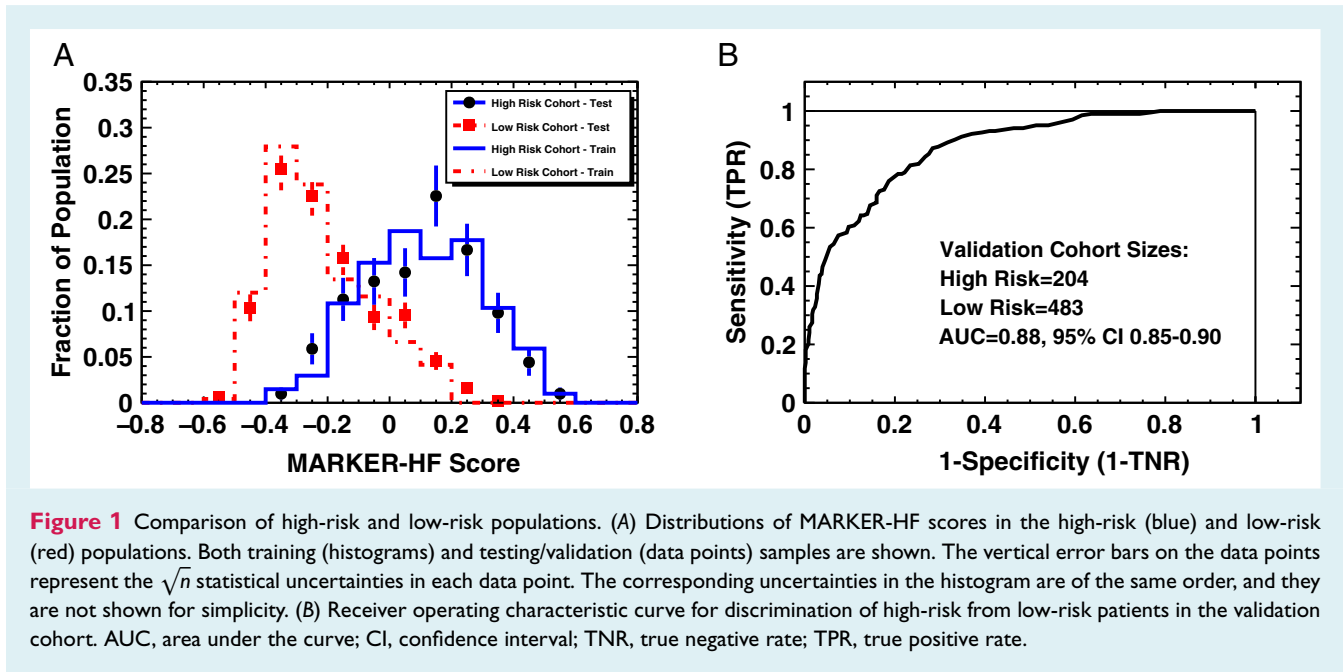 A
0.35
0.3
0.25
0.2
0.15
0.1
0.05
0
Fraction of Population
High Risk Cohort - Test
Low Risk Cohort - Test
High Risk Cohort - Train
Low Risk Cohort - Train
−0.8 −0.6 −0.4 −0.2 0 0.2 0.4 0.6 0.8
MARKER-HF Score
B
1
0.8
0.6
0.4
0.2
0
Sensitivity (TPR)
Validation Cohort Sizes:
High Risk=204
Low Risk=483
AUC=0.88, 95% CI 0.85-0.90
0 0.2 0.4 0.6 0.8 1
1-Specificity (1-TNR)
Figure 1 Comparison of high-risk and low-risk populations. (A) Distributions of MARKER-HF scores in the high-risk (blue) and low-risk
(red) populations. Both training (histograms) and testing/validation (data points) samples are shown. The vertical error bars on the data points
represent the √n statistical uncertainties in each data point. The corresponding uncertainties in the histogram are of the same order, and they
are not shown for simplicity. (B) Receiver operating characteristic curve for discrimination of high-risk from low-risk patients in the validation
cohort. AUC, area under the curve; CI, confidence interval; TNR, true negative rate; TPR, true positive rate.